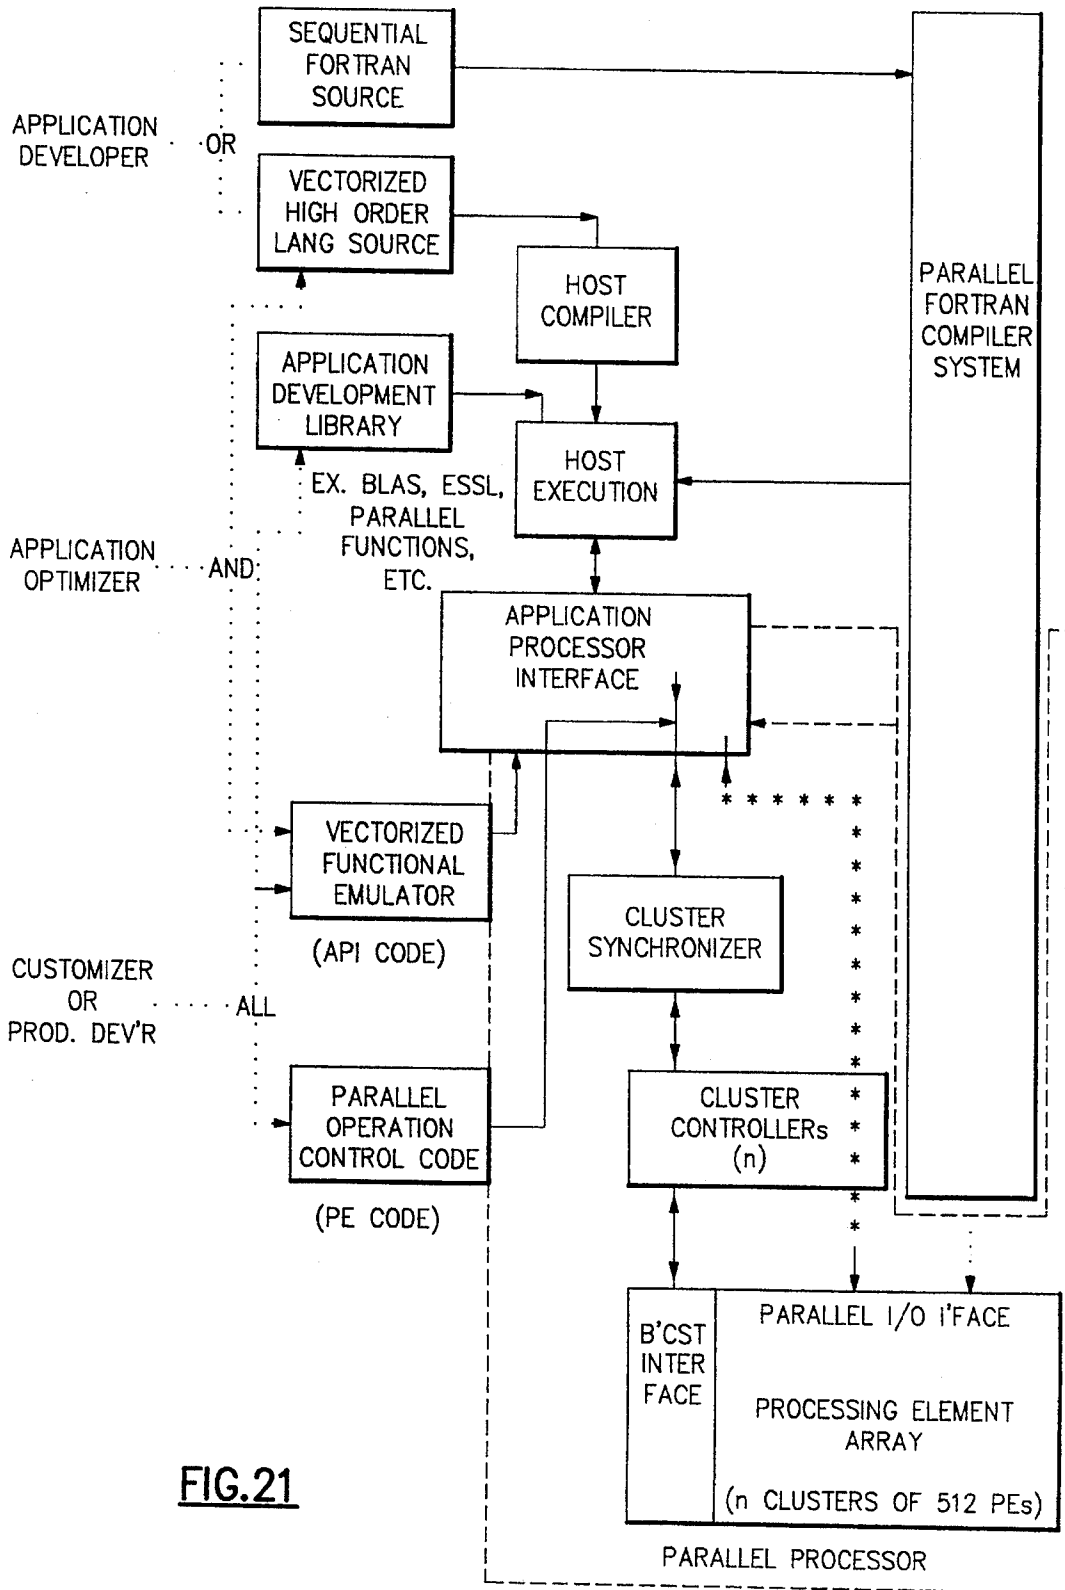 SEQUENTIAL
FORTRAN
SOURCE
APPLICATION
DEVELOPER
OR
VECTORIZED
HIGH ORDER
LANG SOURCE
HOST
COMPILER
PARALLEL
FORTRAN
COMPILER
SYSTEM
APPLICATION
DEVELOPMENT
LIBRARY
HOST
EXECUTION
EX. BLAS, ESSL,
PARALLEL
FUNCTIONS,
ETC.
APPLICATION
OPTIMIZER
AND
APPLICATION
PROCESSOR
INTERFACE
* * * * * *
*
*
*
*
*
*
*
*
*
*
*
*
*
VECTORIZED
FUNCTIONAL
EMULATOR
(API CODE)
CLUSTER
SYNCHRONIZER
CUSTOMIZER
OR
PROD. DEV'R
ALL
PARALLEL
OPERATION
CONTROL CODE
(PE CODE)
CLUSTER
CONTROLLERs
(n)
B'CST
INTER
FACE
PARALLEL I/O I'FACE
PROCESSING ELEMENT
ARRAY
(n CLUSTERS OF 512 PEs)
PARALLEL PROCESSOR
FIG.21